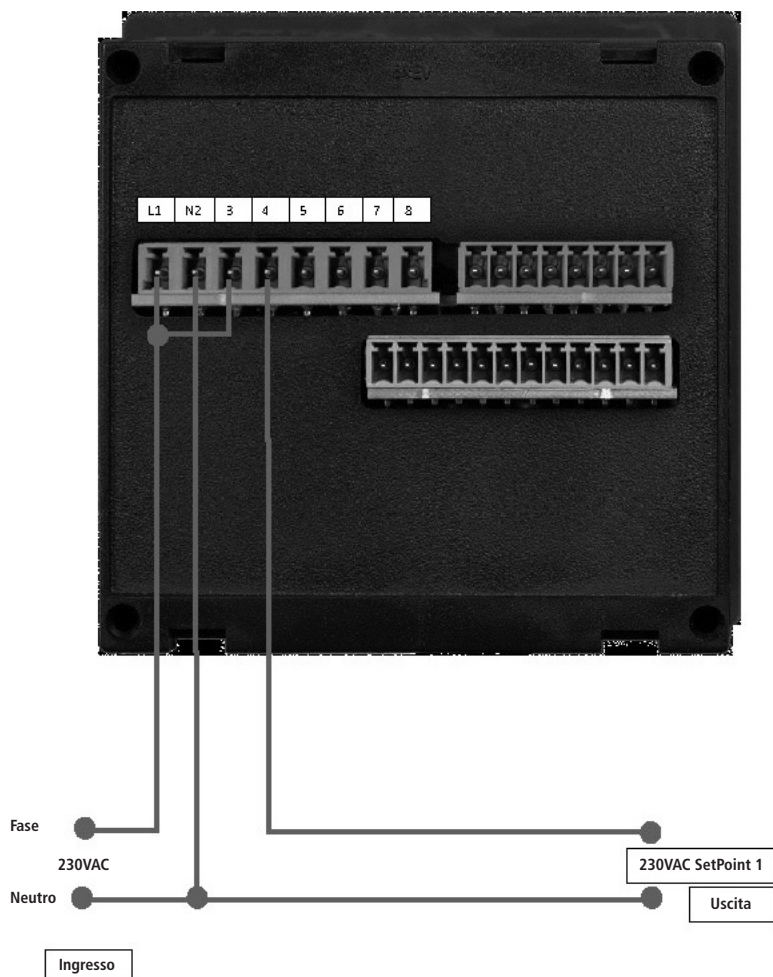 L1 N2 3 4 5 6 7 8
Fase
230VAC
230VAC SetPoint 1
Neutro
Uscita
Ingresso